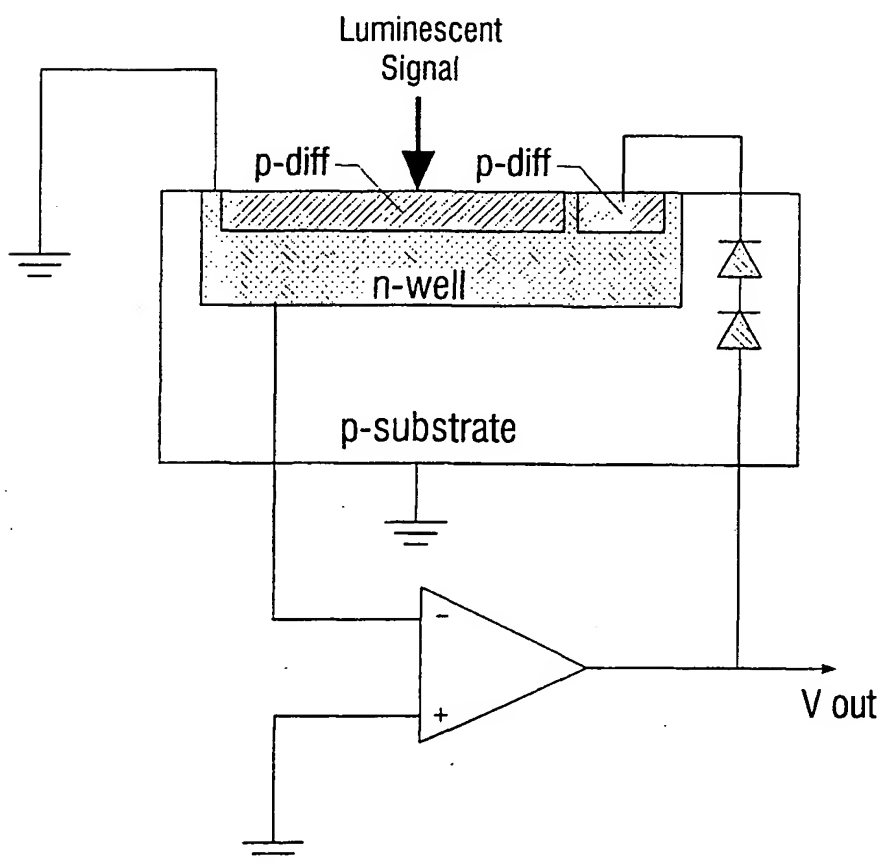 Luminescent
Signal
p-diff
p-diff
n-well
p-substrate
-
+
V out